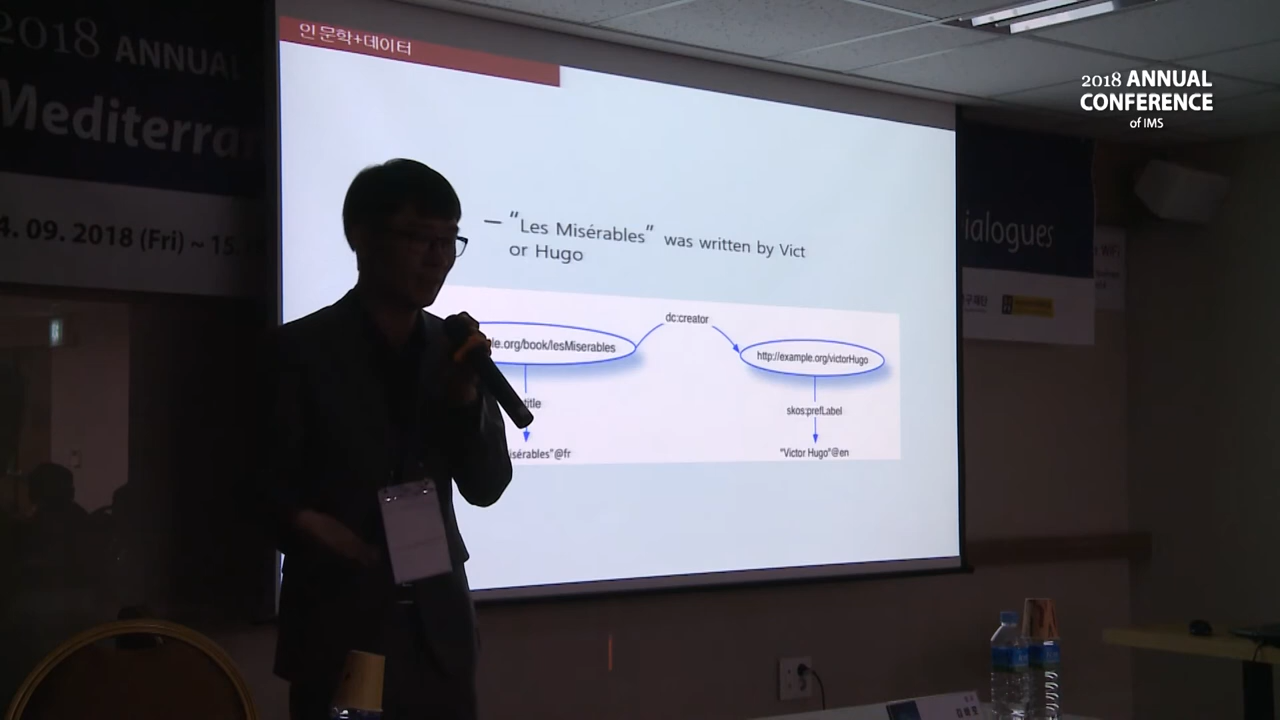 2018 ANNUAL
Mediterran
4. 09. 2018 (Fri) ~ 15.
인문학+데이터
– “Les Misérables” was written by Vict
or Hugo
dc:creator
le.org/book/lesMiserables
http://example.org/victorHugo
title
skos:prefLabel
isérables"@fr
"Victor Hugo"@en
2018 ANNUAL
CONFERENCE
of IMS
ialogues